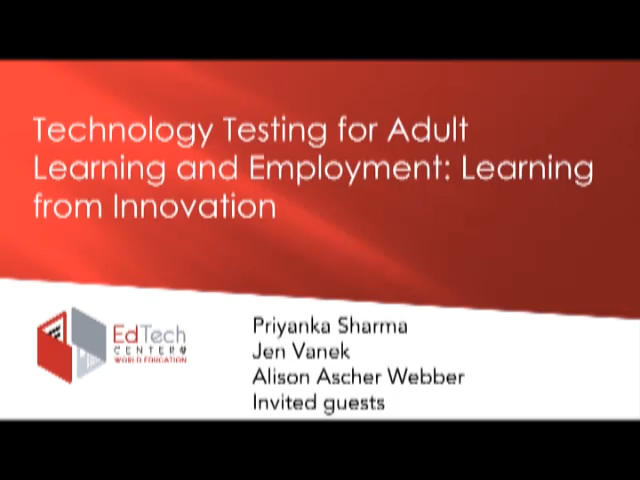 Technology Testing for Adult
Learning and Employment: Learning
from Innovation
EdTech
CENTER@
WORLD EDUCATION
Priyanka Sharma
Jen Vanek
Alison Ascher Webber
Invited guests